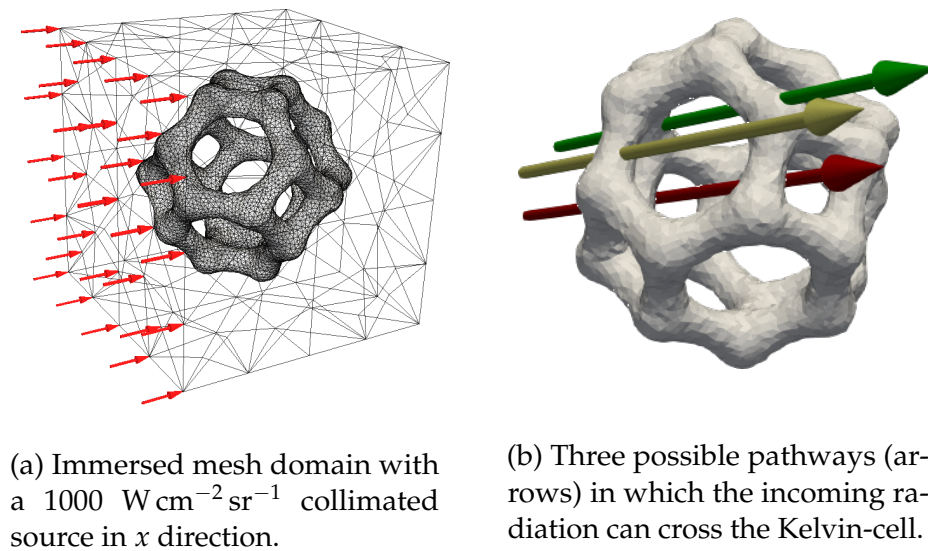 (a) Immersed mesh domain with
a 1000 W cm⁻² sr⁻¹ collimated
source in x direction.
(b) Three possible pathways (ar-
rows) in which the incoming ra-
diation can cross the Kelvin-cell.